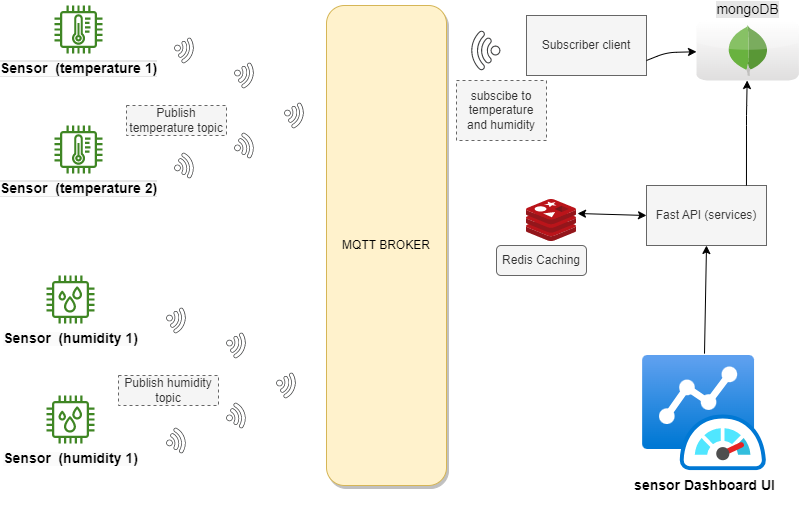 mongoDB
Subscriber client
Sensor (temperature 1)
subscibe to
temperature
and humidity
Publish
temperature topic
Sensor (temperature 2)
Fast API (services)
MQTT BROKER
Redis Caching
Sensor (humidity 1)
Publish humidity
topic
Sensor (humidity 1)
sensor Dashboard UI